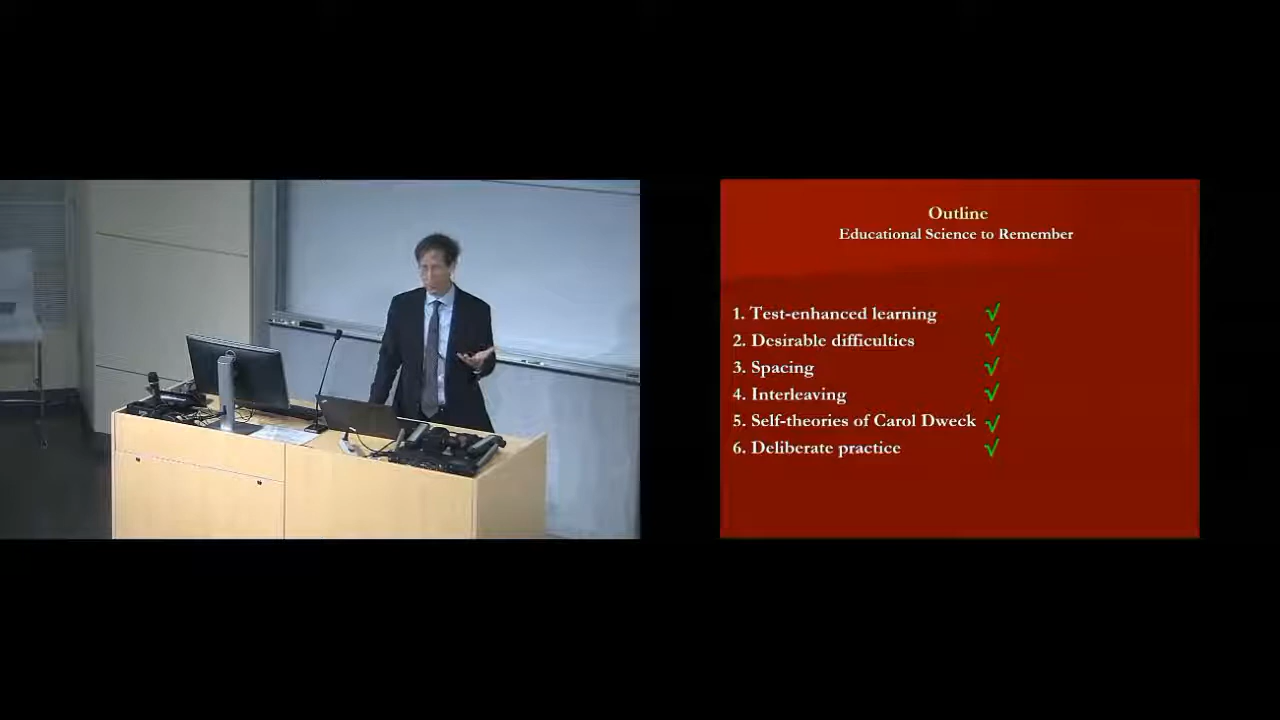 Outline
Educational Science to Remember
1. Test-enhanced learning √
2. Desirable difficulties √
3. Spacing √
4. Interleaving √
5. Self-theories of Carol Dweck √
6. Deliberate practice √